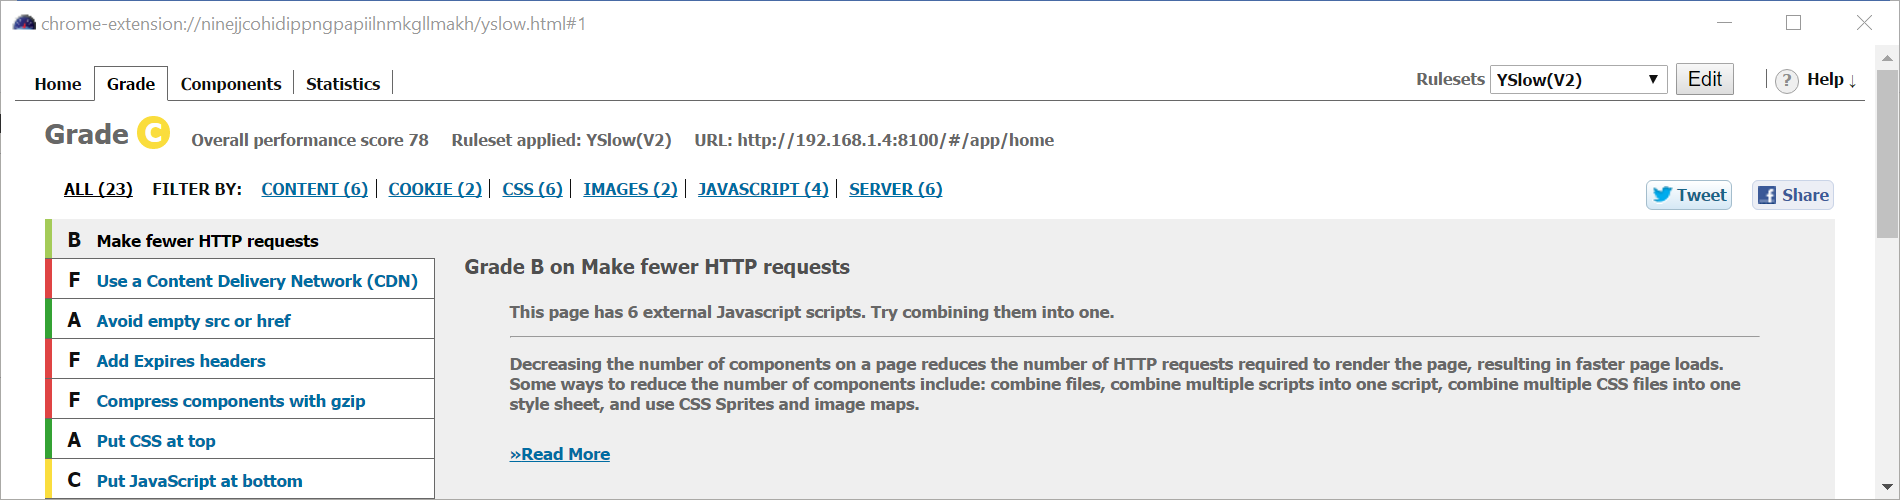 chrome-extension://ninejjcohidippngpapiilnmkgllmakh/yslow.html#1
Home Grade Components Statistics Rulesets YSlow(V2) ▼ Edit ? Help ↓
Grade C Overall performance score 78 Ruleset applied: YSlow(V2) URL: http://192.168.1.4:8100/#/app/home
ALL (23) FILTER BY: CONTENT (6) COOKIE (2) CSS (6) IMAGES (2) JAVASCRIPT (4) SERVER (6)
Tweet Share
B Make fewer HTTP requests
F Use a Content Delivery Network (CDN)
A Avoid empty src or href
F Add Expires headers
F Compress components with gzip
A Put CSS at top
C Put JavaScript at bottom
Grade B on Make fewer HTTP requests
This page has 6 external Javascript scripts. Try combining them into one.
Decreasing the number of components on a page reduces the number of HTTP requests required to render the page, resulting in faster page loads.
Some ways to reduce the number of components include: combine files, combine multiple scripts into one script, combine multiple CSS files into one
style sheet, and use CSS Sprites and image maps.
»Read More